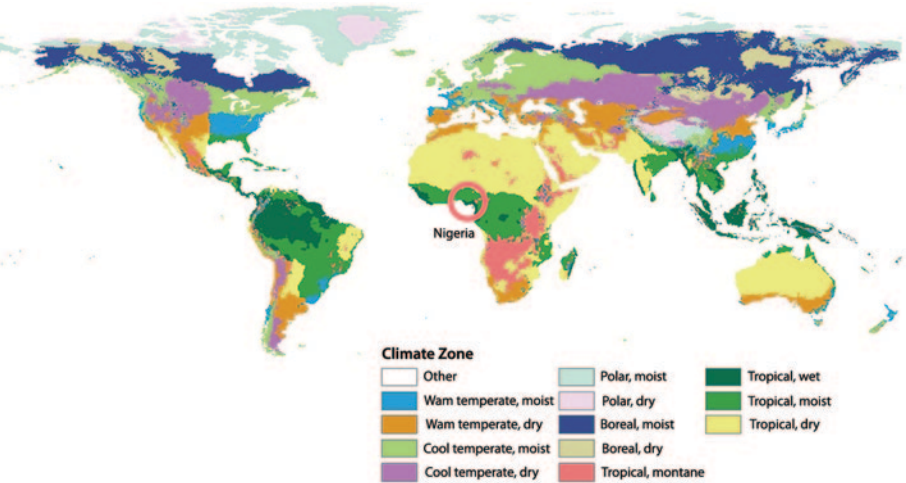 Nigeria
Climate Zone
Other
Wam temperate, moist
Wam temperate, dry
Cool temperate, moist
Cool temperate, dry
Polar, moist
Polar, dry
Boreal, moist
Boreal, dry
Tropical, montane
Tropical, wet
Tropical, moist
Tropical, dry